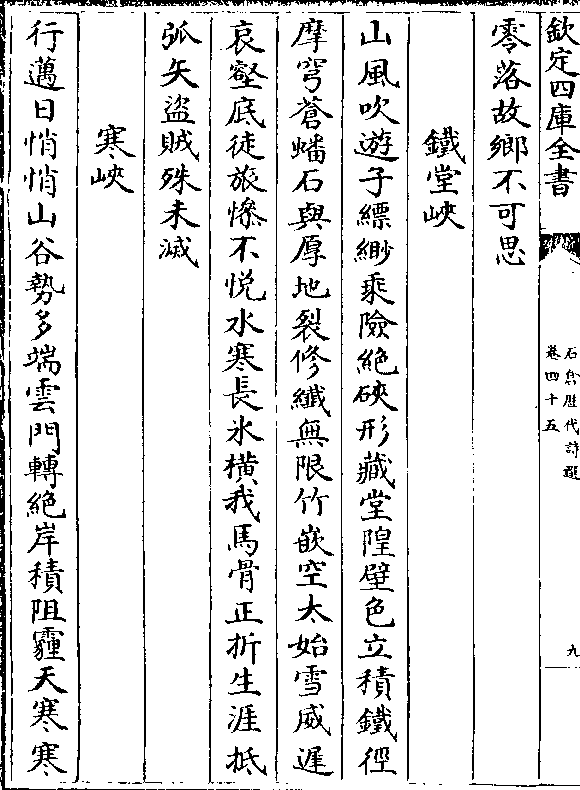 欽定四庫全書
石倉歴代詩選
卷四十五
九
零落故鄉不可思
鐵堂峽
山風吹遊子縹緲乗險絶硤形藏堂隍壁色立積鐵徑
摩穹蒼蟠石與厚地裂修纖無限竹嵌空太始雪威遲
哀壑底徒旅慘不悦水寒長氷橫我馬骨正折生涯抵
弧矢盜賊殊未滅
寒峽
行邁日悄悄山谷勢多端雲門轉絶岸積阻霾天寒寒